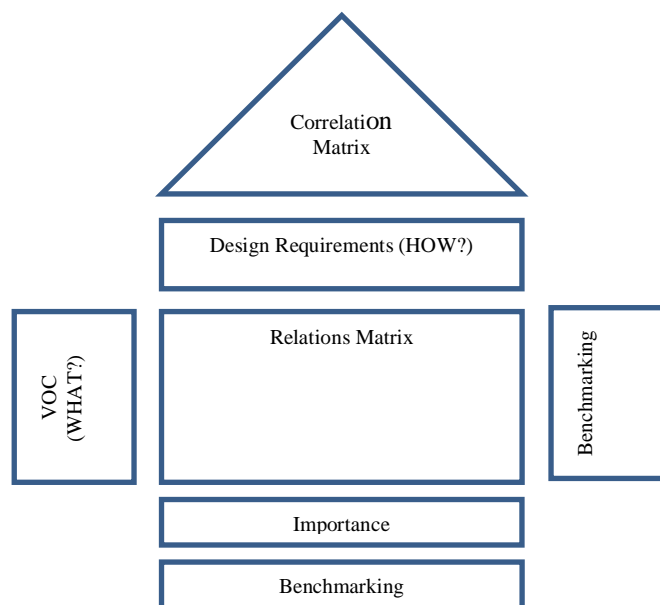 Correlation
Matrix
Design Requirements (HOW?)
VOC
(WHAT?)
Relations Matrix
Benchmarking
Importance
Benchmarking